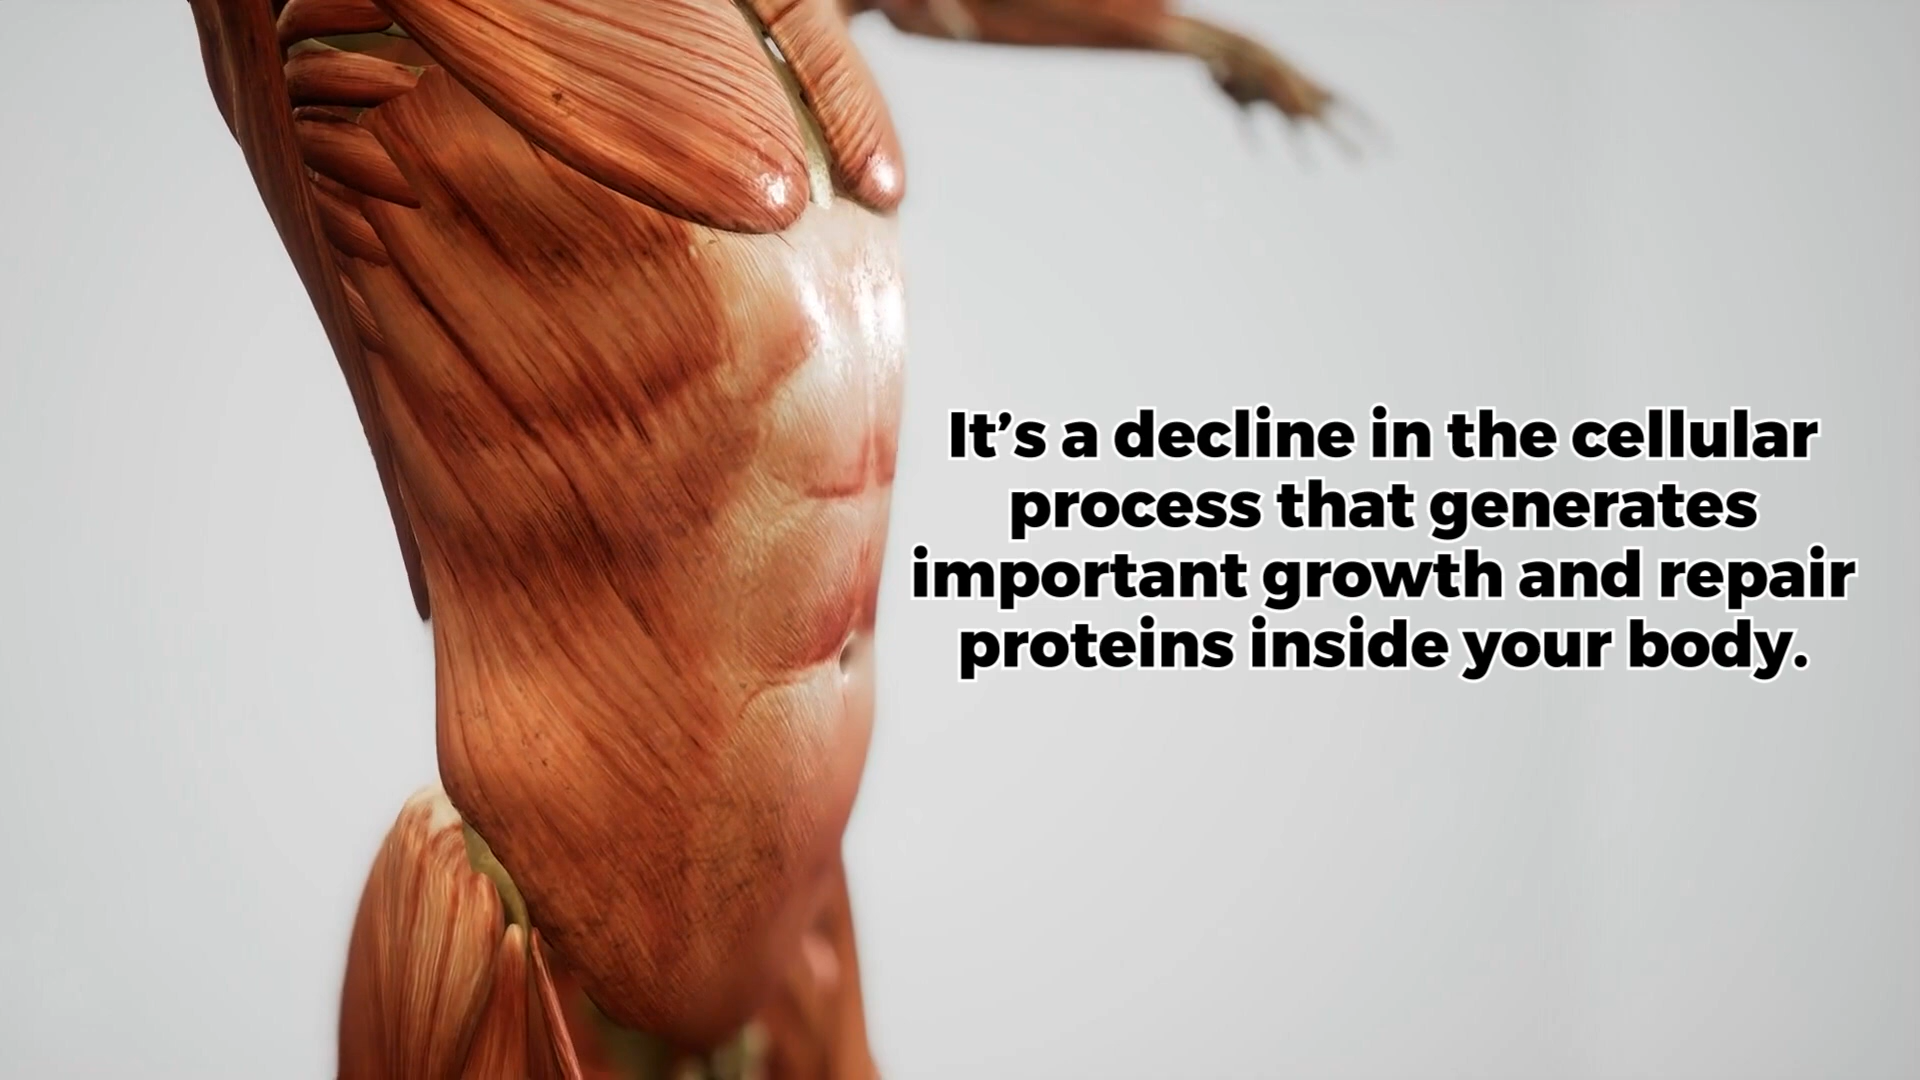 It’s a decline in the cellular
process that generates
important growth and repair
proteins inside your body.